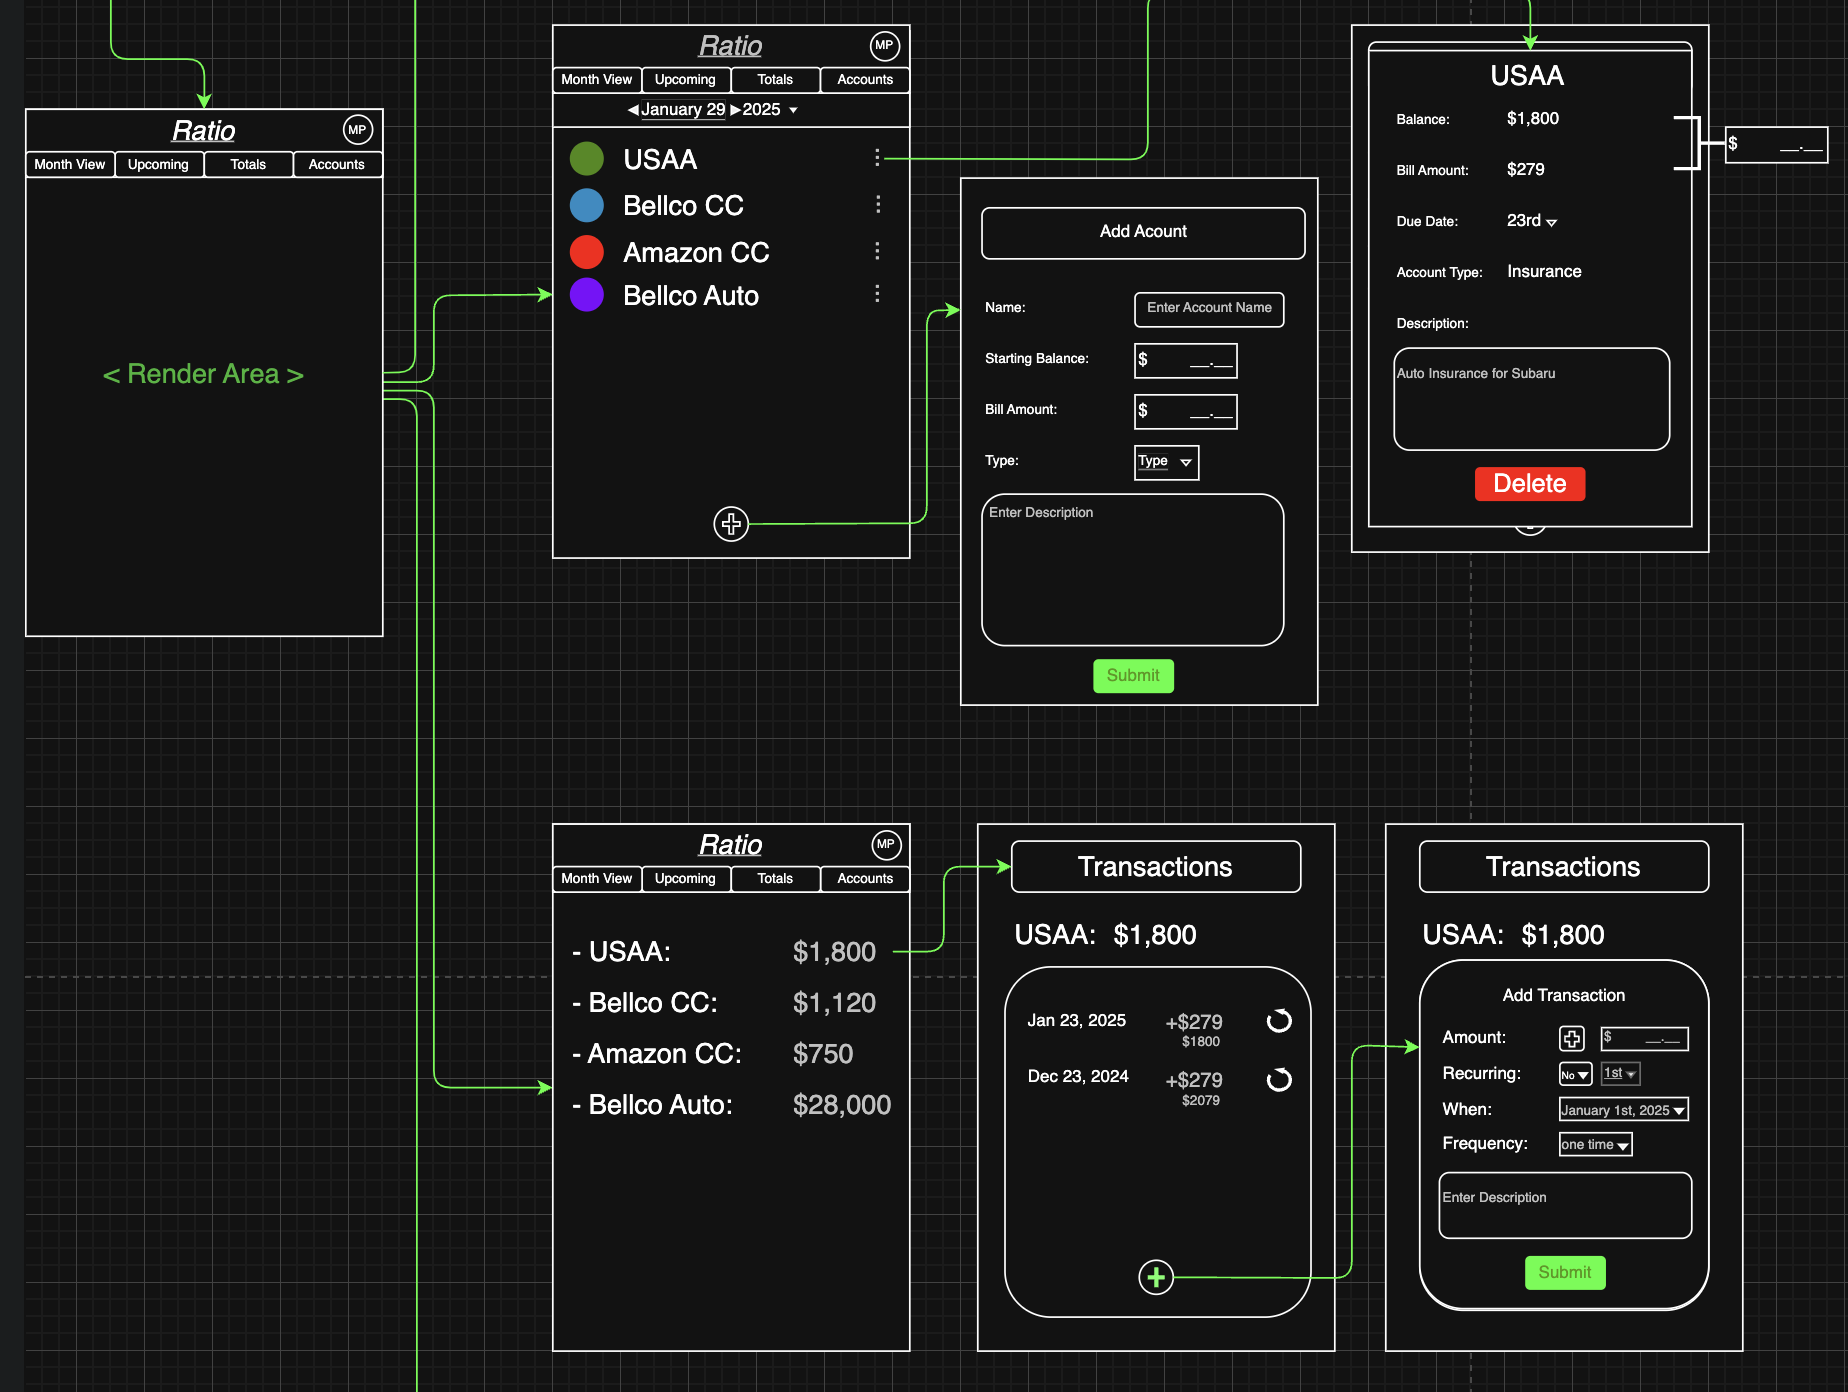 Ratio
MP
Month View
Upcoming
Totals
Accounts
< Render Area >
Ratio
MP
Month View
Upcoming
Totals
Accounts
January 29
2025
USAA
Bellco CC
Amazon CC
Bellco Auto
Add Acount
Name:
Enter Account Name
Starting Balance:
$ __.__
Bill Amount:
$ __.__
Type:
Type
Enter Description
Submit
USAA
Balance:
$1,800
$ __.__
Bill Amount:
$279
Due Date:
23rd
Account Type:
Insurance
Description:
Auto Insurance for Subaru
Delete
Ratio
MP
Month View
Upcoming
Totals
Accounts
- USAA:
$1,800
- Bellco CC:
$1,120
- Amazon CC:
$750
- Bellco Auto:
$28,000
Transactions
USAA: $1,800
Jan 23, 2025
+$279
$1800
Dec 23, 2024
+$279
$2079
Transactions
USAA: $1,800
Add Transaction
Amount:
$ __.__
Recurring:
No
1st
When:
January 1st, 2025
Frequency:
one time
Enter Description
Submit